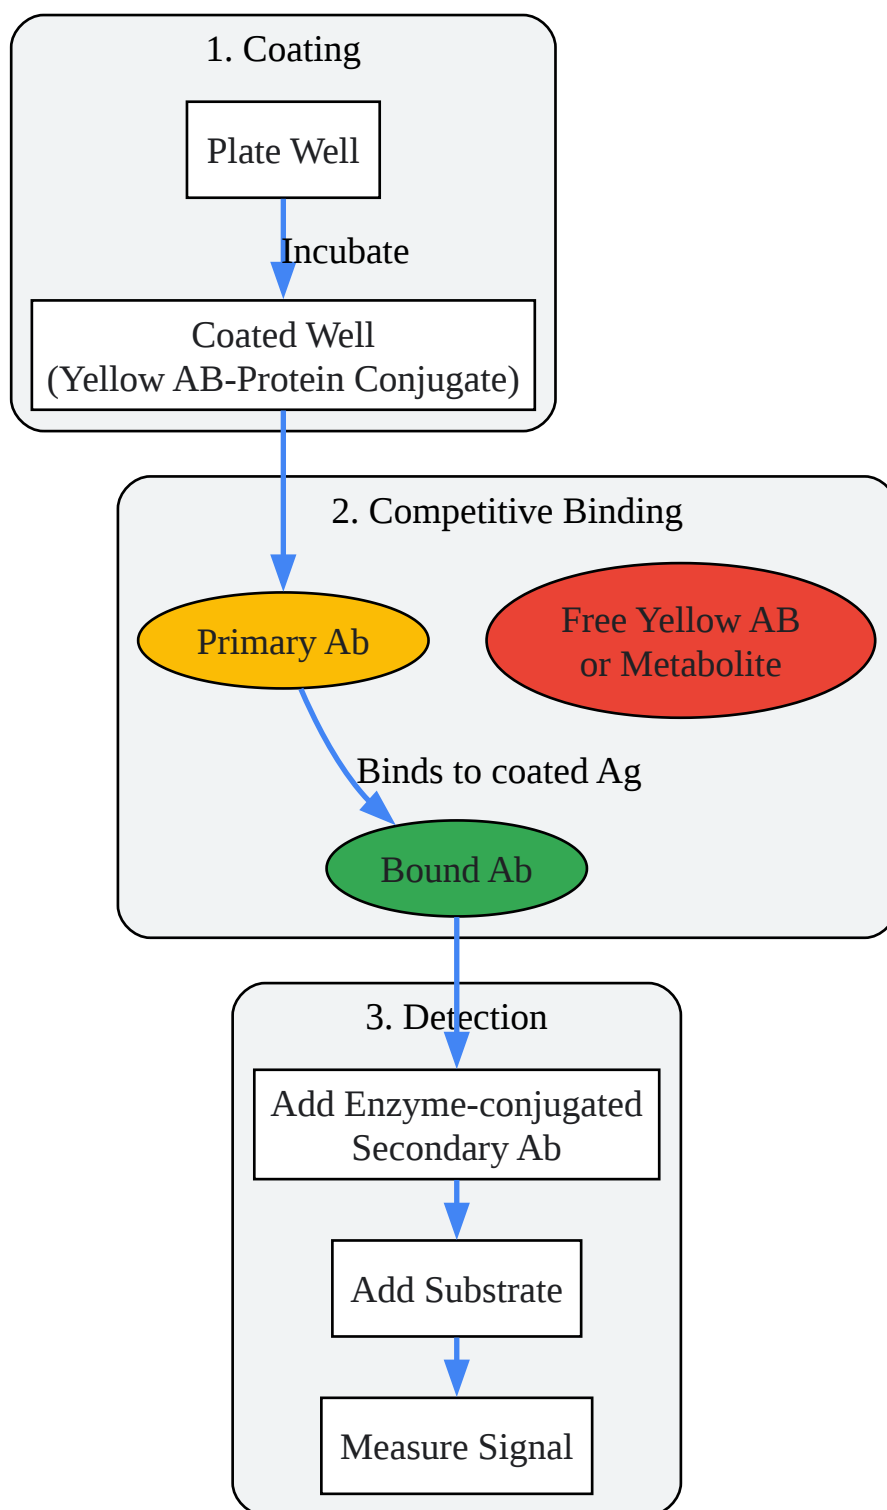 1. Coating
Plate Well
Incubate
Coated Well
(Yellow AB-Protein Conjugate)
2. Competitive Binding
Primary Ab
Free Yellow AB
or Metabolite
Binds to coated Ag
Bound Ab
3. Detection
Add Enzyme-conjugated
Secondary Ab
Add Substrate
Measure Signal